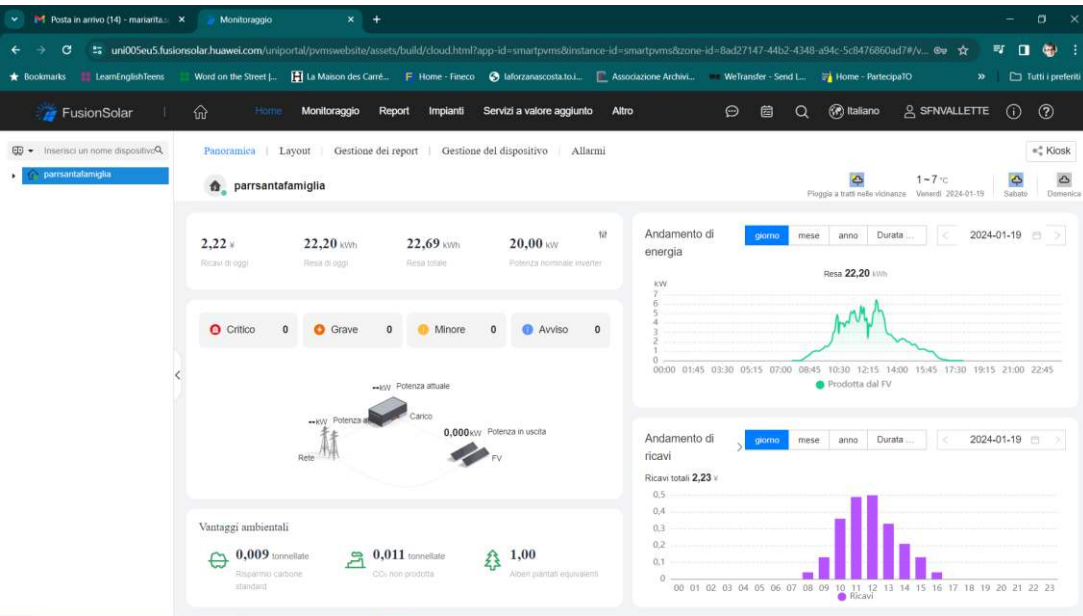 Posta in arrivo (14) - mariarita.s
Monitoraggio
uni005eu5.fusionsolar.huawei.com/uniportal/pvmswebsite/assets/build/cloud.html?app-id=smartpvms&instance-id=smartpvms&zone-id=8ad27147-44b2-4348-a94c-5c8476860ad7#/v...
Bookmarks LearnEnglishTeens Word on the Street |... La Maison des Carré... Home - Fineco laforzanascosta.to.i... Associazione Archivi... WeTransfer - Send L... Home - PartecipaTO » Tutti i preferiti
FusionSolar Home Monitoraggio Report Impianti Servizi a valore aggiunto Altro Italiano SFNVALLETTE
Inserisci un nome dispositivo
parrsantafamiglia
Panoramica Layout Gestione dei report Gestione del dispositivo Allarmi Kiosk
parrsantafamiglia
1~7 °C
Pioggia a tratti nelle vicinanze Venerdì 2024-01-19 Sabato Domenica
2,22 ¥ 22,20 kWh 22,69 kWh 20,00 kW
Ricavi di oggi Resa di oggi Resa totale Potenza nominale inverter
Critico 0 Grave 0 Minore 0 Avviso 0
--kW Potenza attuale
Carico
--kW Potenza
Rete
0,000 kW Potenza in uscita
FV
Vantaggi ambientali
0,009 tonnellate 0,011 tonnellate 1,00
Risparmio carbone standard CO₂ non prodotta Alberi piantati equivalenti
Andamento di energia
giorno mese anno Durata ... < 2024-01-19 >
Resa 22,20 kWh
kW
7
6
5
4
3
2
1
0
00:00 01:45 03:30 05:15 07:00 08:45 10:30 12:15 14:00 15:45 17:30 19:15 21:00 22:45
Prodotta dal FV
Andamento di ricavi
giorno mese anno Durata ... < 2024-01-19 >
Ricavi totali 2,23 ¥
0,5
0,4
0,3
0,2
0,1
0
00 01 02 03 04 05 06 07 08 09 10 11 12 13 14 15 16 17 18 19 20 21 22 23
Ricavi